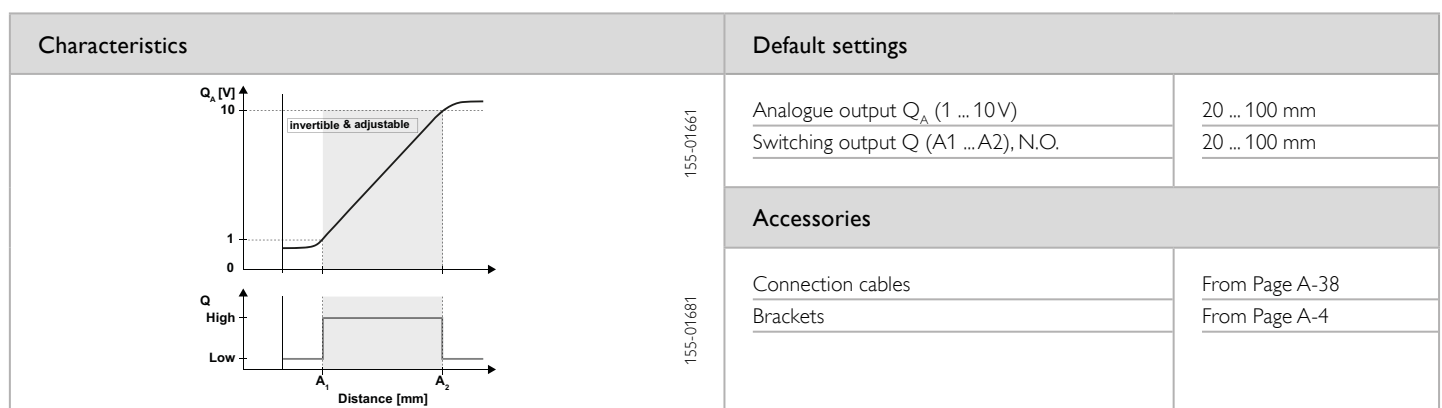 Characteristics
Q_A [V]
10
invertible & adjustable
1
0
155-01661
Q
High
Low
A_1
A_2
Distance [mm]
155-01681
Default settings
Analogue output Q_A (1 ... 10 V) 20 ... 100 mm
Switching output Q (A1 ... A2), N.O. 20 ... 100 mm
Accessories
Connection cables From Page A-38
Brackets From Page A-4